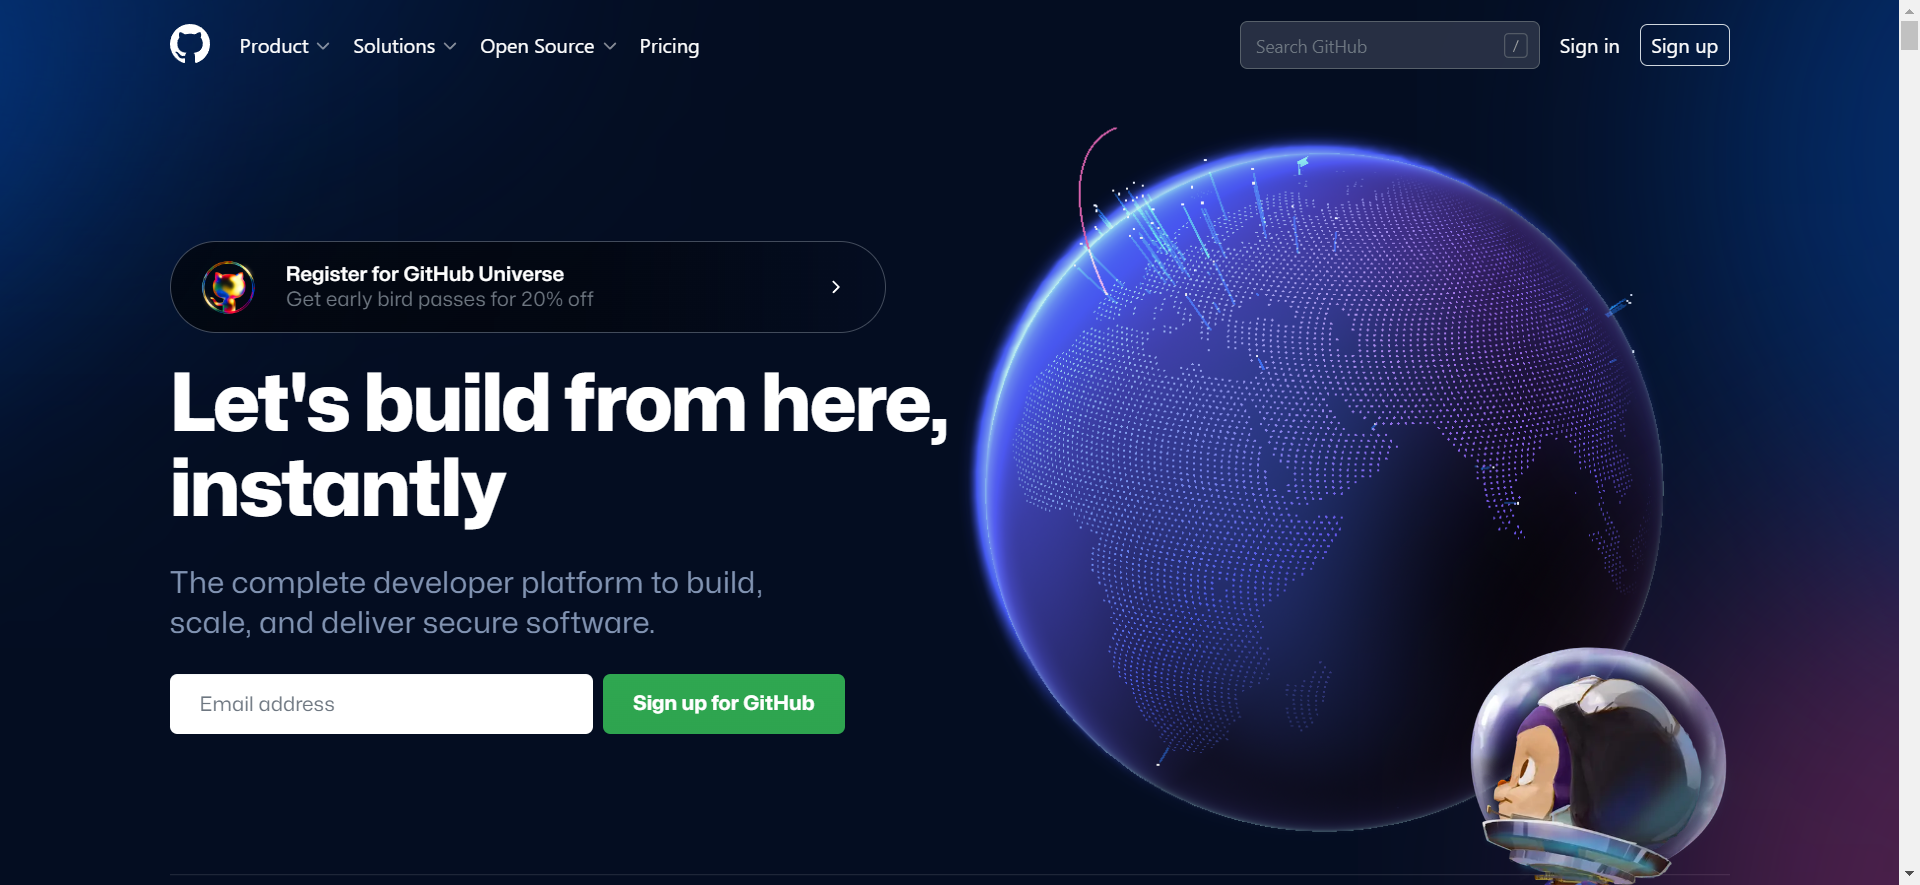 Product
Solutions
Open Source
Pricing
Search GitHub
/
Sign in
Sign up
Register for GitHub Universe
Get early bird passes for 20% off
Let's build from here,
instantly
The complete developer platform to build,
scale, and deliver secure software.
Email address
Sign up for GitHub